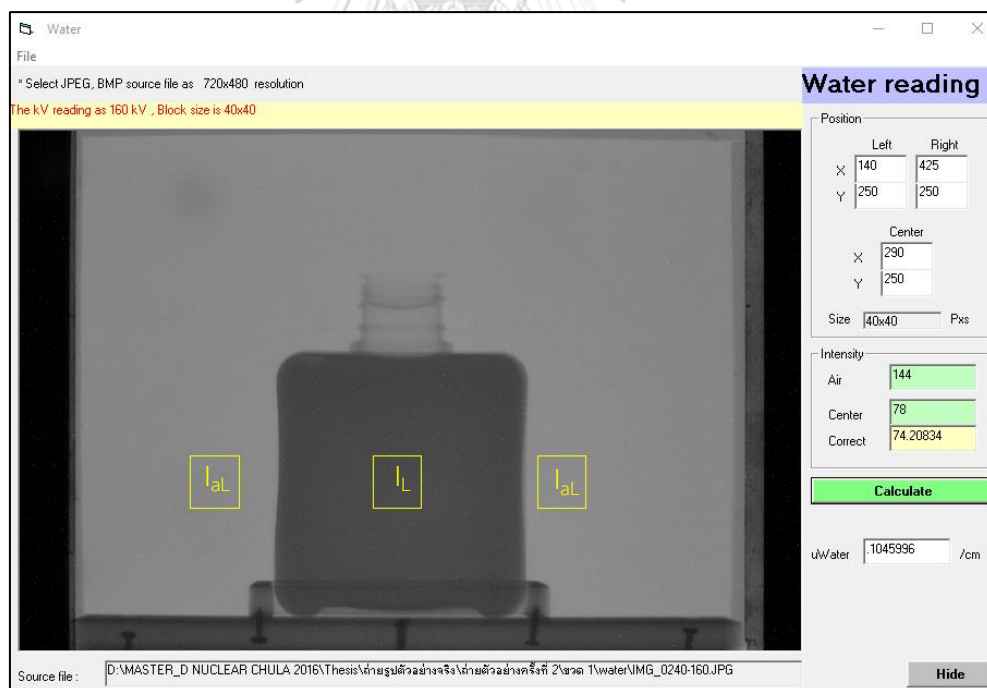 Water
File
* Select JPEG, BMP source file as 720x480 resolution
The kV reading as 160 kV , Block size is 40x40
Water reading
Position
Left Right
X 140 425
Y 250 250
Center
X 290
Y 250
Size 40x40 Pxs
Intensity
Air 144
Center 78
Correct 74.20834
Calculate
uWater .1045996 /cm
IaL IL IaL
Source file : D:\MASTER_D NUCLEAR CHULA 2016\Thesis\ถ่ายรูปตัวอย่างจริง\ถ่ายตัวอย่างครั้งที่ 2\ขวด 1\water\IMG_0240-160.JPG
Hide